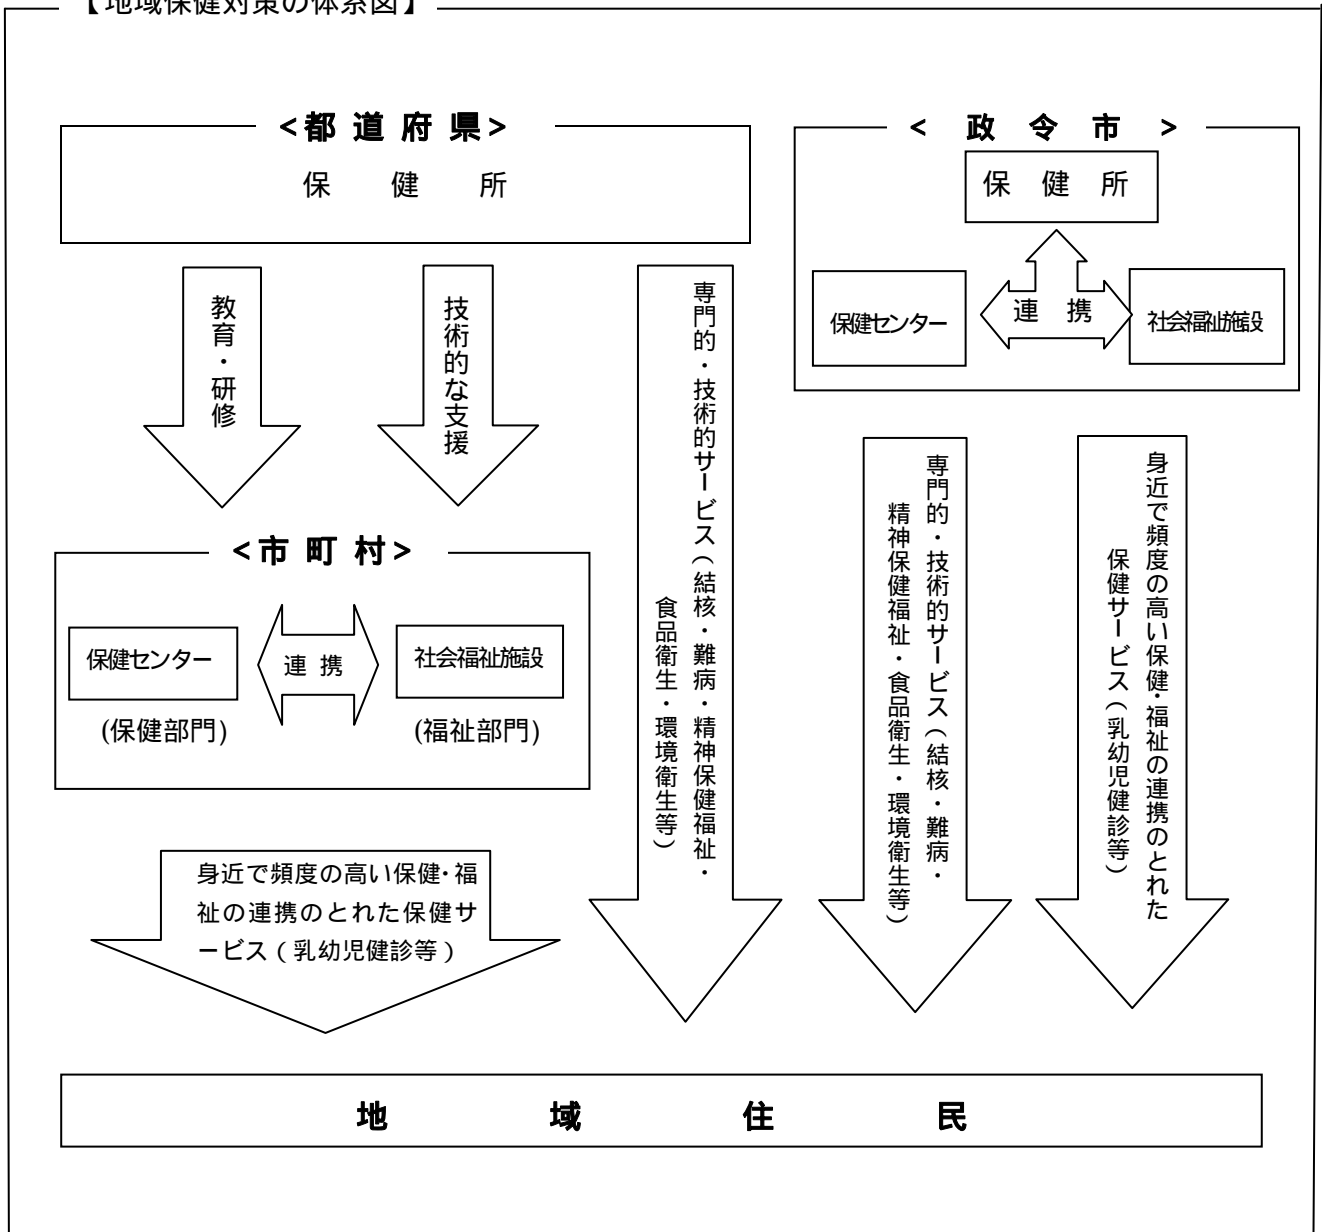 【地域保健対策の体系図】
<都 道 府 県>
保 健 所
< 政 令 市 >
保 健 所
保健センター
連 携
社会福祉施設
教育・研修
技術的な支援
専門的・技術的サービス(結核・難病・精神保健福祉・
食品衛生・環境衛生等)
専門的・技術的サービス(結核・難病・
精神保健福祉・食品衛生・環境衛生等)
身近で頻度の高い保健・福祉の連携のとれた
保健サービス(乳幼児健診等)
<市 町 村>
保健センター
連 携
社会福祉施設
(保健部門)
(福祉部門)
身近で頻度の高い保健・福
祉の連携のとれた保健サ
ービス(乳幼児健診等)
地 域 住 民